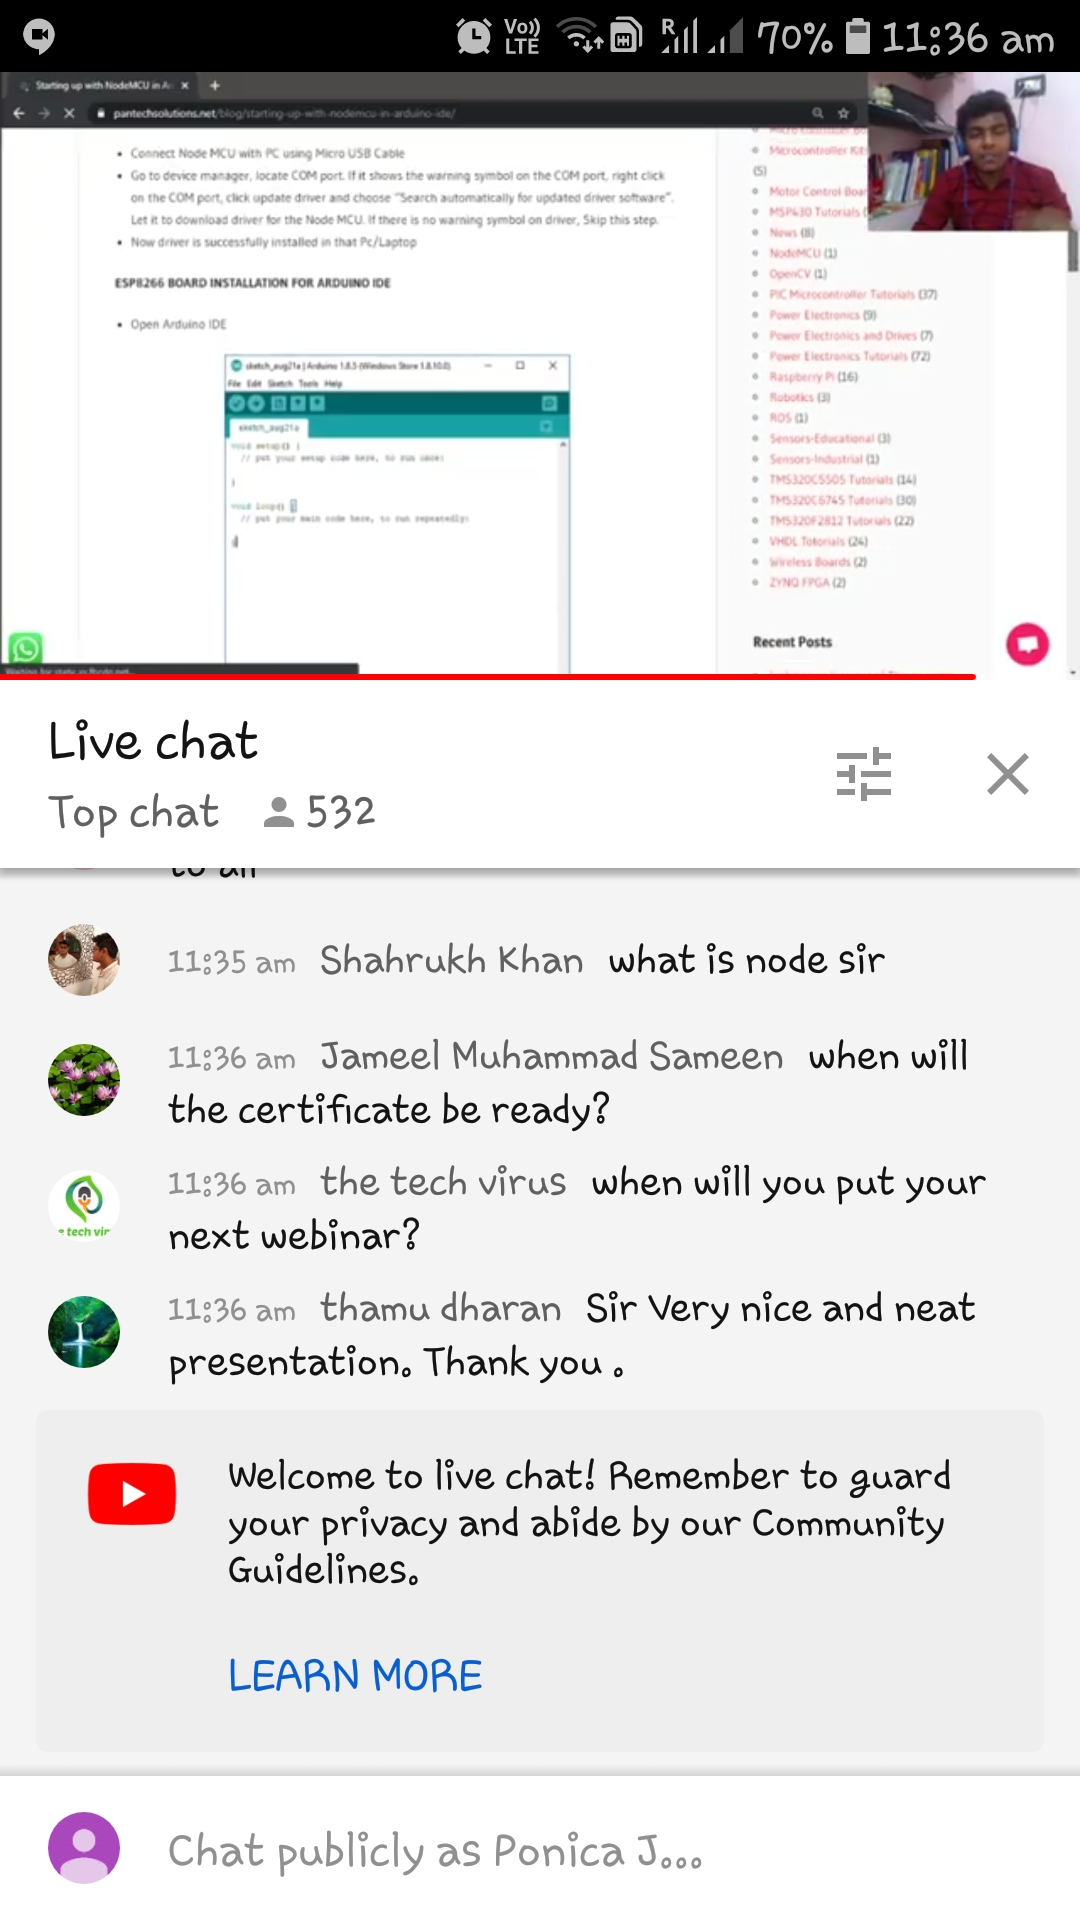 Vo))
LTE
R
70%
11:36 am
Starting up with NodeMCU in A
pantechsolutions.net/blog/starting-up-with-nodemcu-in-arduino-ide/
Connect Node MCU with PC using Micro USB Cable
Go to device manager, locate COM port. If it shows the warning symbol on the COM port, right click
on the COM port, click update driver and choose "Search automatically for updated driver software".
Let it to download driver for the Node MCU. If there is no warning symbol on driver, Skip this step.
Now driver is successfully installed in that Pc/Laptop
ESP8266 BOARD INSTALLATION FOR ARDUINO IDE
Open Arduino IDE
sketch_aug21a | Arduino 1.8.5 (Windows Store 1.8.10.0)
File Edit Sketch Tools Help
sketch_aug21a
void setup() {
// put your setup code here, to run once:
}
void loop() {
// put your main code here, to run repeatedly:
}
Microcontroller Kit
(5)
Motor Control Boar
MSP430 Tutorials (
News (8)
NodeMCU (1)
OpenCV (1)
PIC Microcontroller Tutorials (37)
Power Electronics (9)
Power Electronics and Drives (7)
Power Electronics Tutorials (72)
Raspberry Pi (16)
Robotics (3)
ROS (1)
Sensors-Educational (3)
Sensors-Industrial (1)
TMS320C5505 Tutorials (14)
TMS320C6745 Tutorials (30)
TMS320F2812 Tutorials (22)
VHDL Totorials (24)
Wireless Boards (2)
ZYNQ FPGA (2)
Recent Posts
Live chat
Top chat 532
to all
11:35 am Shahrukh Khan what is node sir
11:36 am Jameel Muhammad Sameen when will
the certificate be ready?
11:36 am the tech virus when will you put your
next webinar?
e tech vir
11:36 am thamu dharan Sir Very nice and neat
presentation. Thank you .
Welcome to live chat! Remember to guard
your privacy and abide by our Community
Guidelines.
LEARN MORE
Chat publicly as Ponica J...